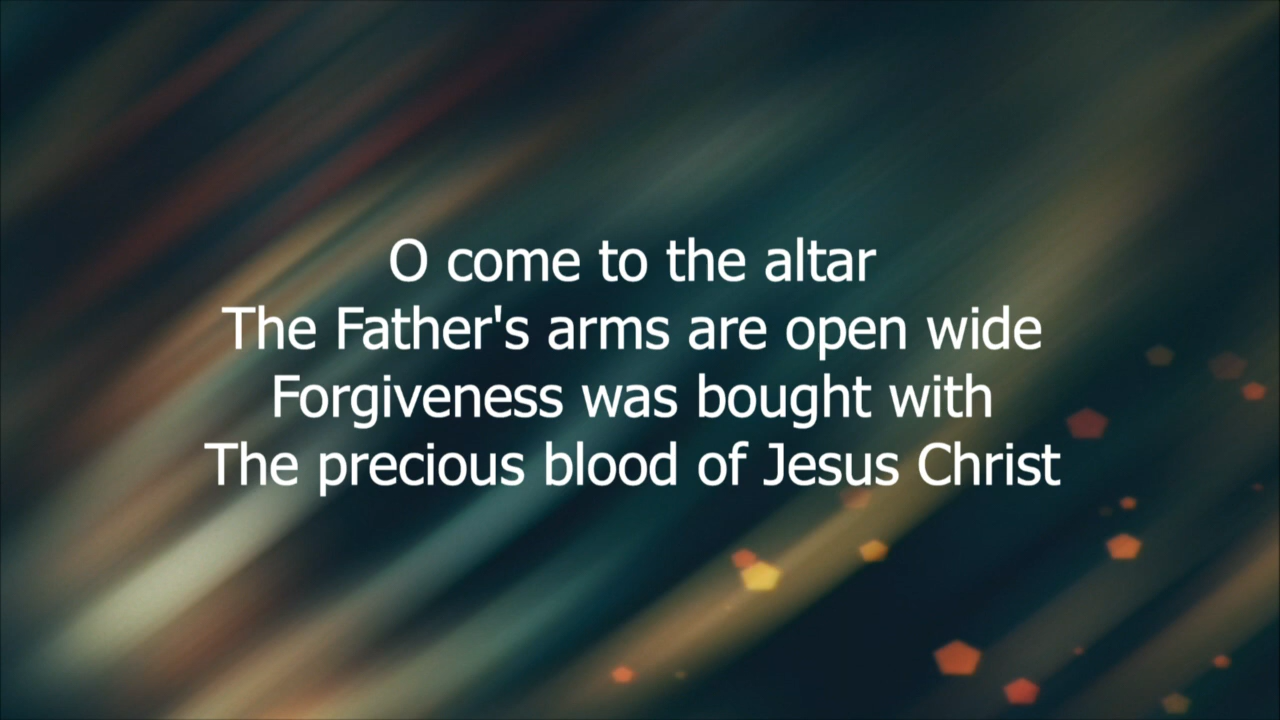 O come to the altar
The Father's arms are open wide
Forgiveness was bought with
The precious blood of Jesus Christ